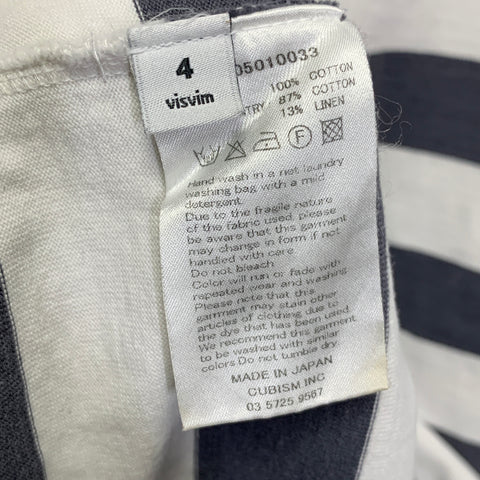 4
visvim
05010033
100% COTTON
TRY 87% COTTON
13% LINEN
F
Hand wash in a net laundry
washing bag with a mild
detergent.
Due to the fragile nature
of the fabric used, please
be aware that this garment
may change in form if not
handled with care.
Do not bleach
Color will run or fade with
repeated wear and washing
Please note that this
garment may stain other
articles of clothing due to
the dye that has been used.
We recommend this garment
to be washed with similar
colors.Do not tumble dry.
MADE IN JAPAN
CUBISM INC
03 5725 9567